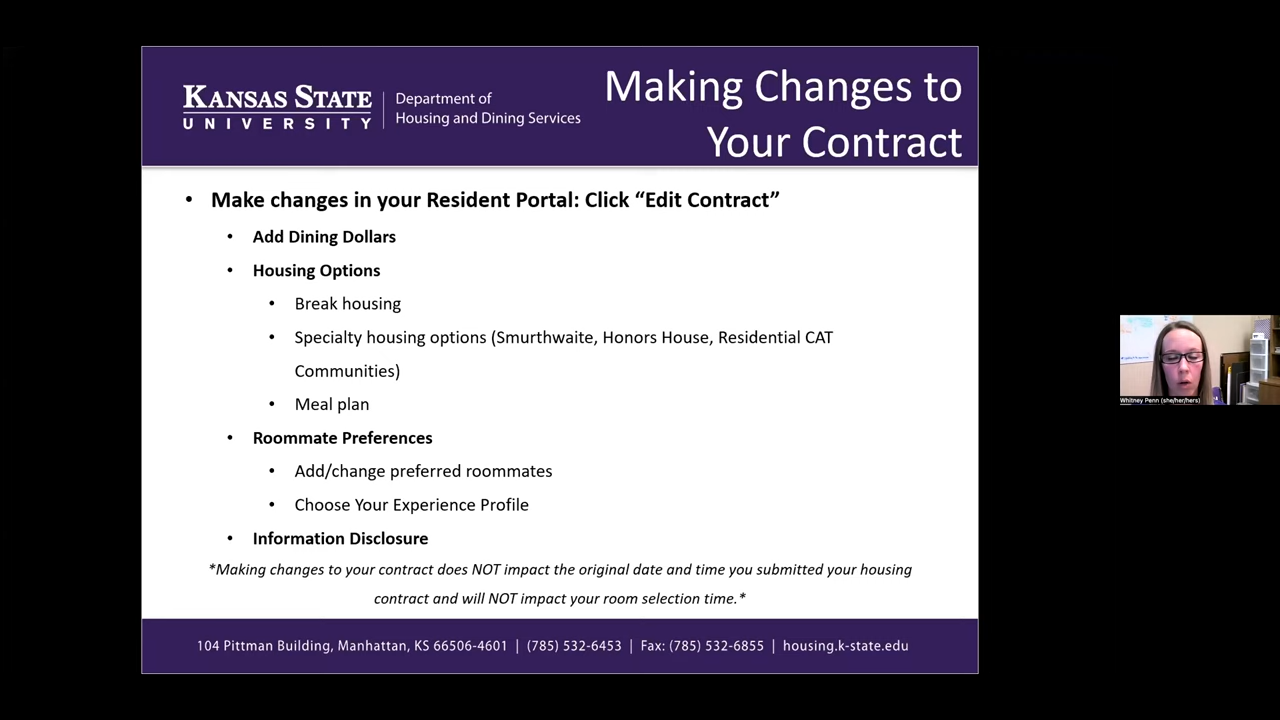 KANSAS STATE
UNIVERSITY
Department of
Housing and Dining Services
Making Changes to
Your Contract
• Make changes in your Resident Portal: Click “Edit Contract”
• Add Dining Dollars
• Housing Options
• Break housing
• Specialty housing options (Smurthwaite, Honors House, Residential CAT
Communities)
• Meal plan
• Roommate Preferences
• Add/change preferred roommates
• Choose Your Experience Profile
• Information Disclosure
*Making changes to your contract does NOT impact the original date and time you submitted your housing
contract and will NOT impact your room selection time.*
104 Pittman Building, Manhattan, KS 66506-4601 | (785) 532-6453 | Fax: (785) 532-6855 | housing.k-state.edu
Whitney Penn (she/her/hers)